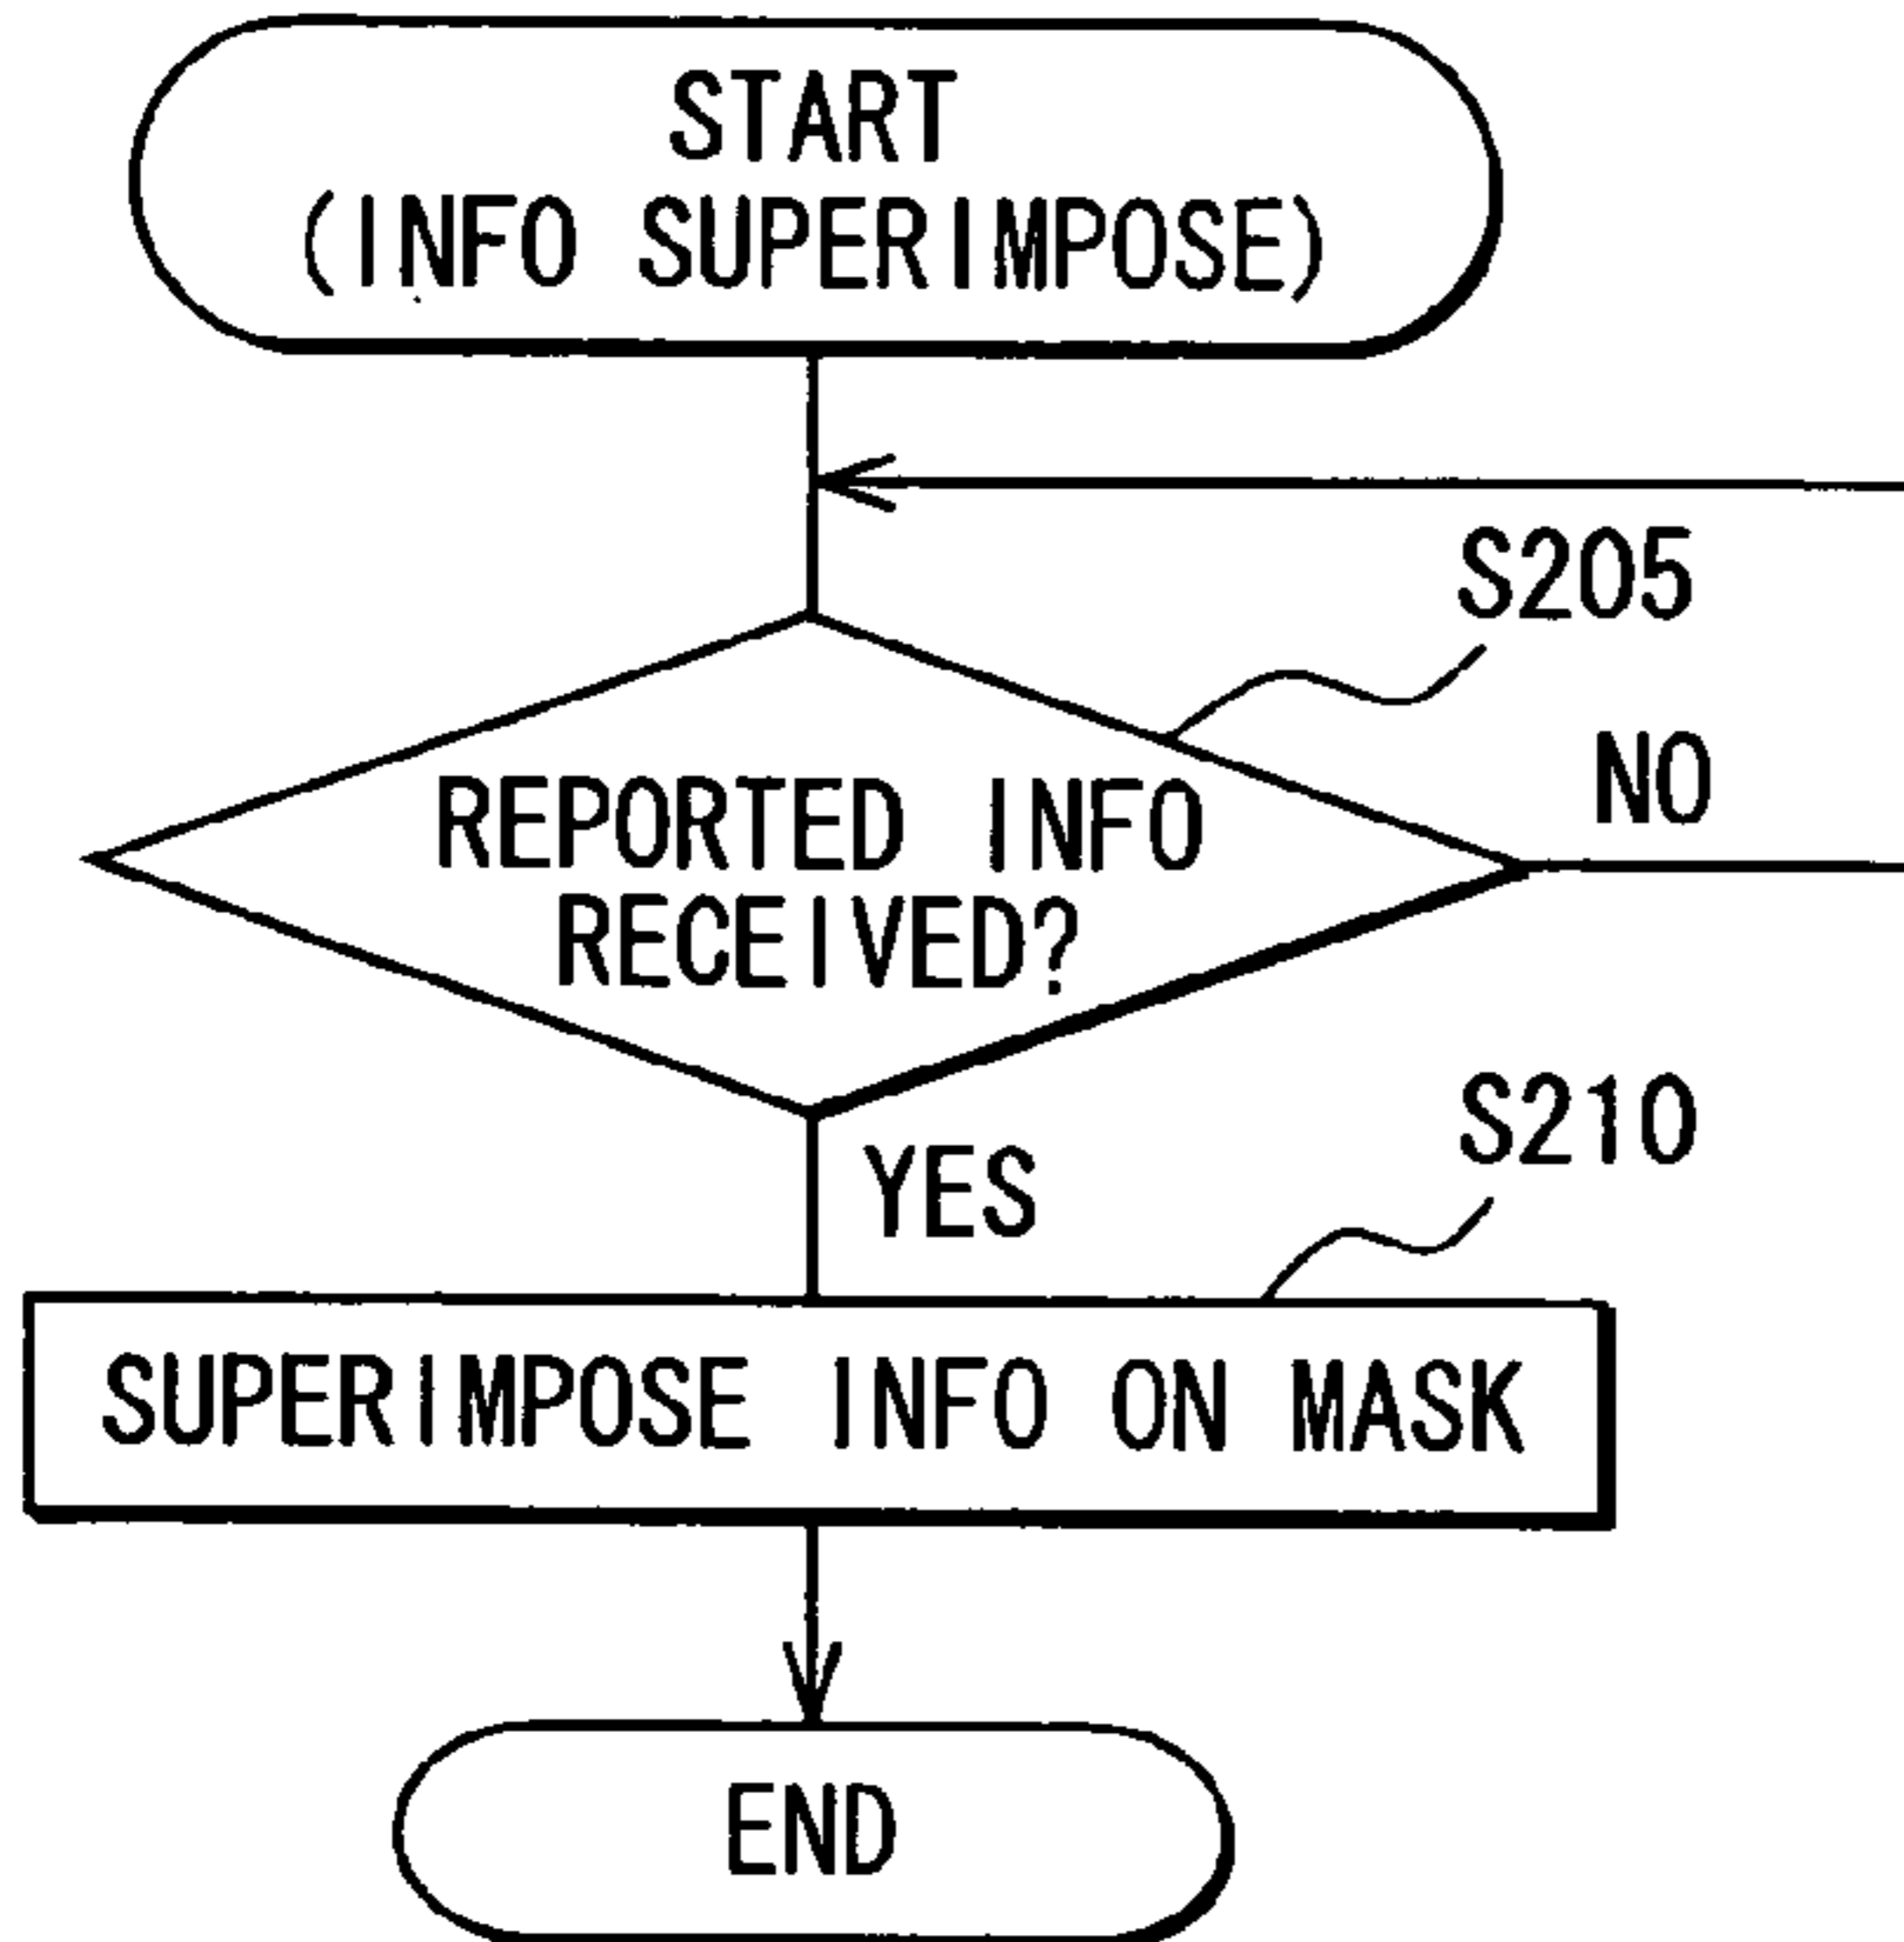 START
(INFO SUPERIMPOSE)
S205
REPORTED INFO
RECEIVED?
NO
YES
S210
SUPERIMPOSE INFO ON MASK
END